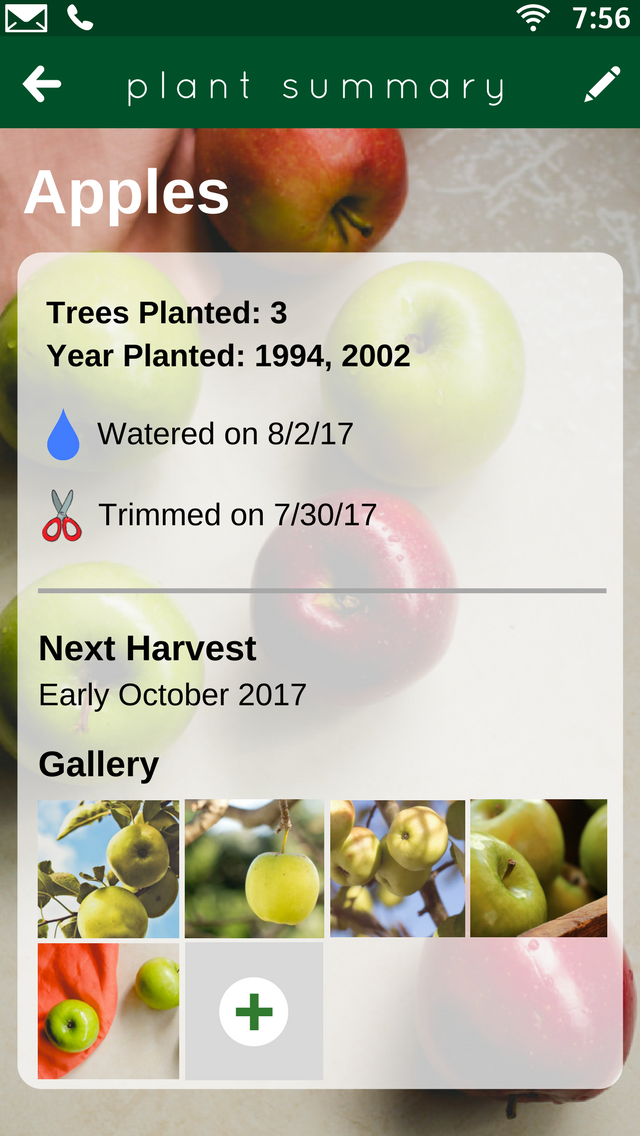 7:56
plant summary
Apples
Trees Planted: 3
Year Planted: 1994, 2002
Watered on 8/2/17
Trimmed on 7/30/17
Next Harvest
Early October 2017
Gallery